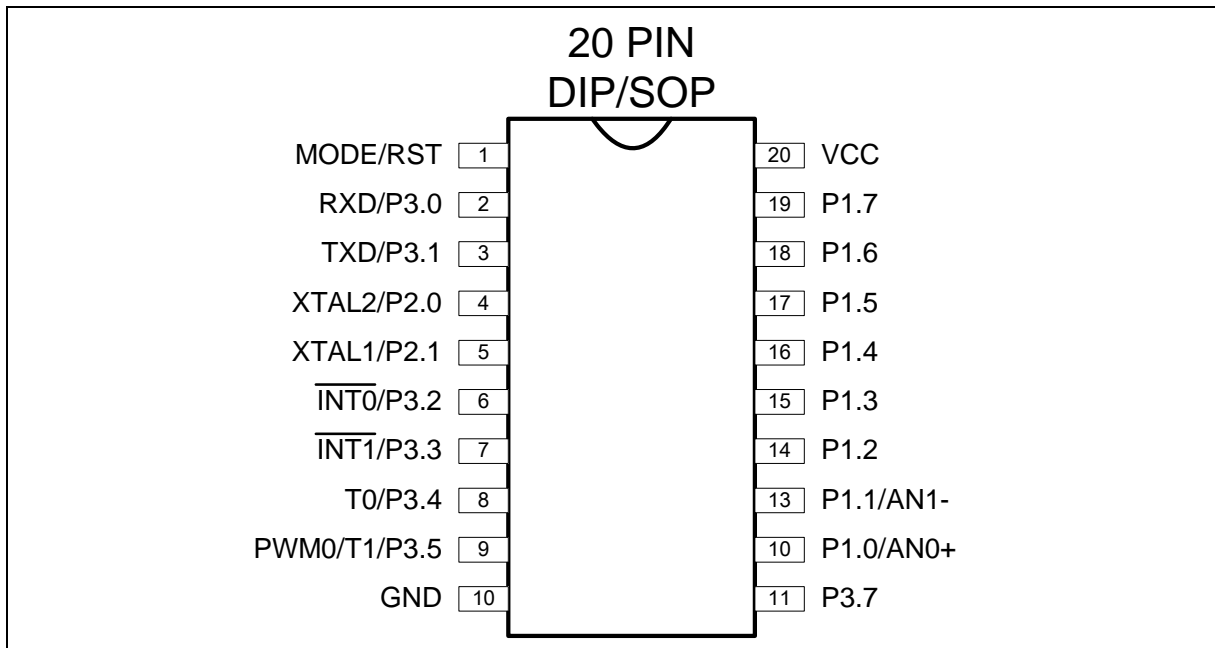 20 PIN
DIP/SOP
MODE/RST 1 20 VCC
RXD/P3.0 2 19 P1.7
TXD/P3.1 3 18 P1.6
XTAL2/P2.0 4 17 P1.5
XTAL1/P2.1 5 16 P1.4
INT0/P3.2 6 15 P1.3
INT1/P3.3 7 14 P1.2
T0/P3.4 8 13 P1.1/AN1-
PWM0/T1/P3.5 9 10 P1.0/AN0+
GND 10 11 P3.7